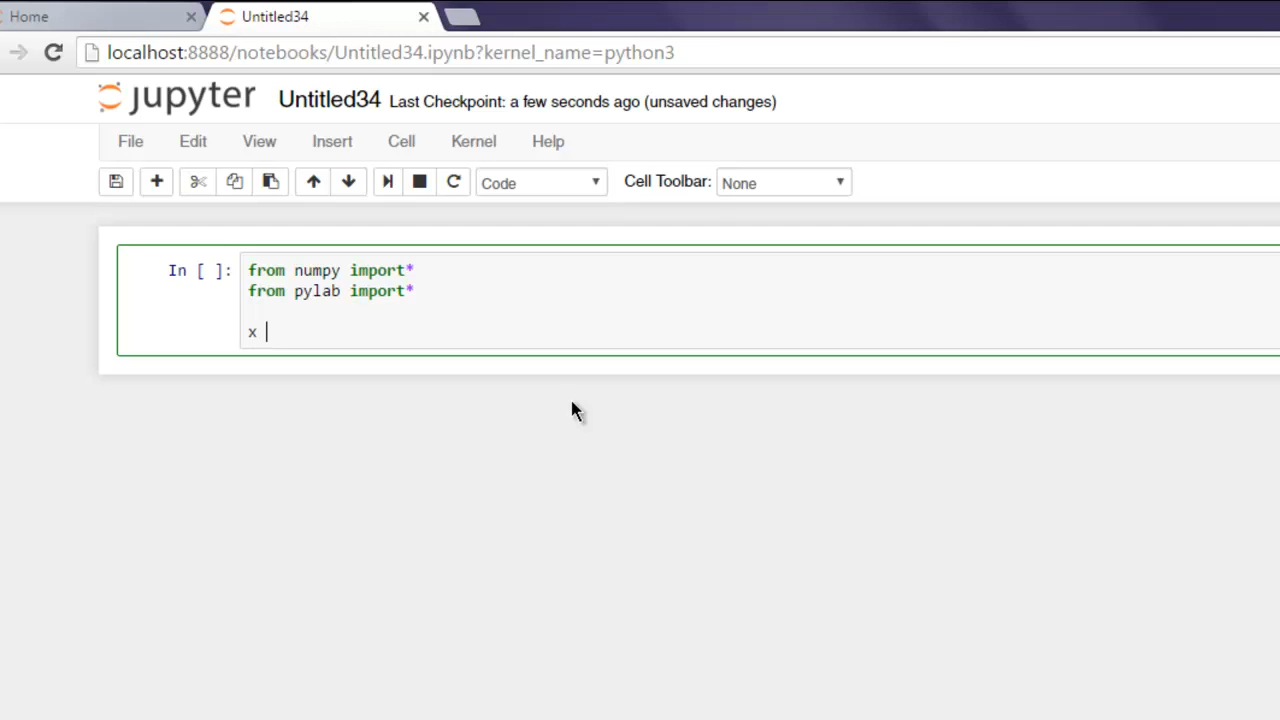 Home
Untitled34
localhost:8888/notebooks/Untitled34.ipynb?kernel_name=python3
jupyter Untitled34 Last Checkpoint: a few seconds ago (unsaved changes)
File Edit View Insert Cell Kernel Help
Code Cell Toolbar: None
In [ ]: from numpy import*
from pylab import*
x